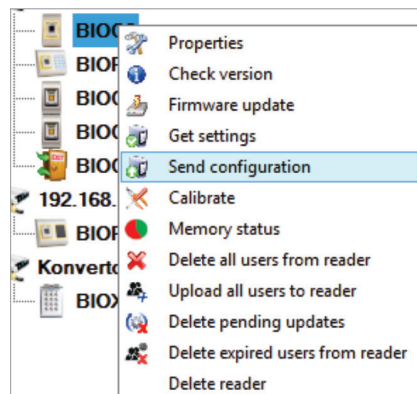 BIOC
Properties
BIOP
Check version
BIOC
Firmware update
Get settings
BIOC
Send configuration
BIOC
192.168.
Calibrate
BIOP
Memory status
Konverto
Delete all users from reader
BIOX
Upload all users to reader
Delete pending updates
Delete expired users from reader
Delete reader